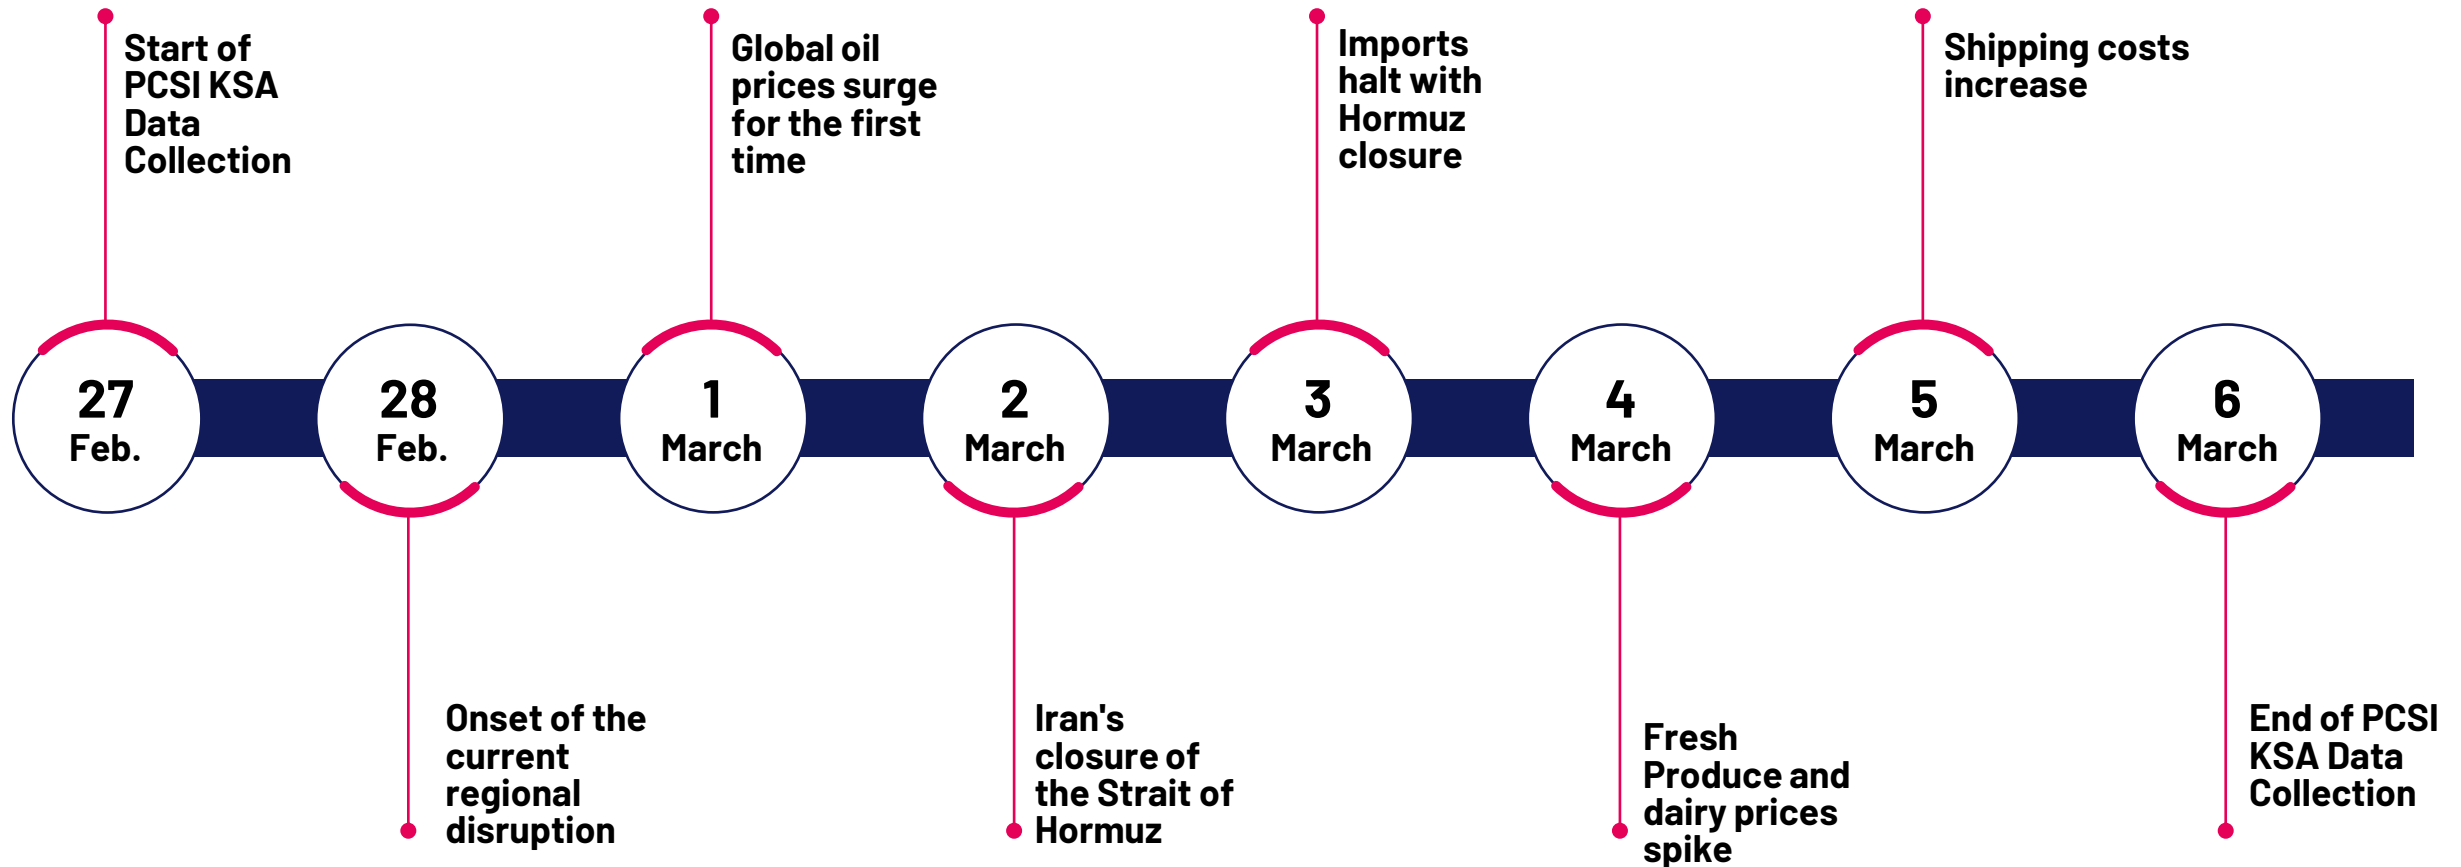 Start of
PCSI KSA
Data
Collection
Global oil
prices surge
for the first
time
Imports
halt with
Hormuz
closure
Shipping costs
increase
27
Feb.
28
Feb.
1
March
2
March
3
March
4
March
5
March
6
March
Onset of the
current
regional
disruption
Iran's
closure of
the Strait of
Hormuz
Fresh
Produce and
dairy prices
spike
End of PCSI
KSA Data
Collection